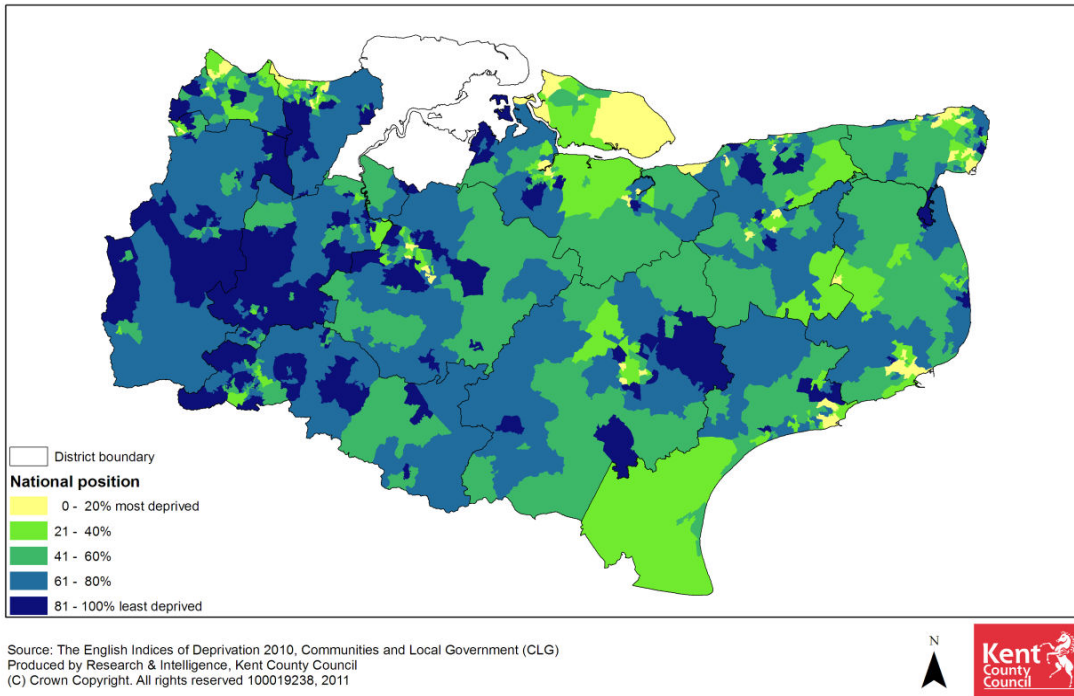 District boundary
National position
0 - 20% most deprived
21 - 40%
41 - 60%
61 - 80%
81 - 100% least deprived
Source: The English Indices of Deprivation 2010, Communities and Local Government (CLG)
Produced by Research & Intelligence, Kent County Council
(C) Crown Copyright. All rights reserved 100019238, 2011
N
Kent
County
Council